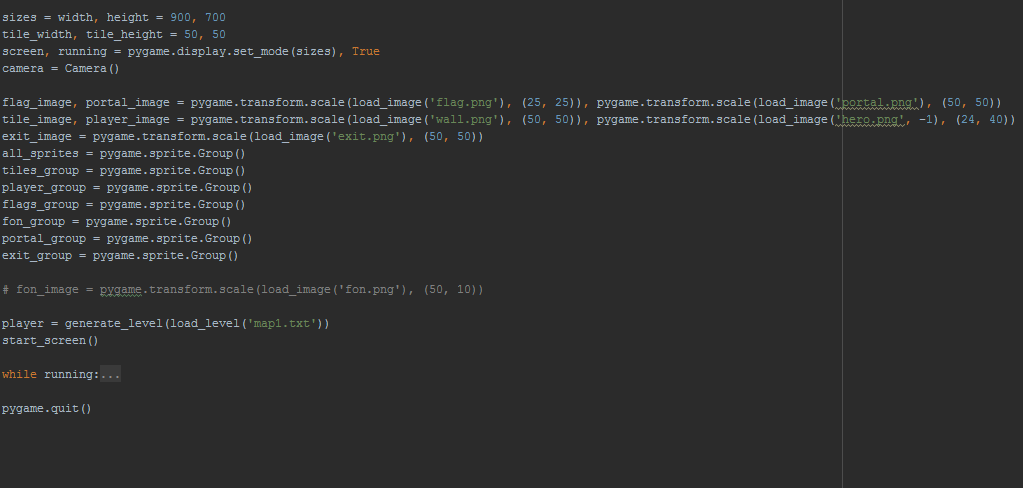 sizes = width, height = 900, 700
tile_width, tile_height = 50, 50
screen, running = pygame.display.set_mode(sizes), True
camera = Camera()
flag_image, portal_image = pygame.transform.scale(load_image('flag.png'), (25, 25)), pygame.transform.scale(load_image('portal.png'), (50, 50))
tile_image, player_image = pygame.transform.scale(load_image('wall.png'), (50, 50)), pygame.transform.scale(load_image('hero.png', -1), (24, 40))
exit_image = pygame.transform.scale(load_image('exit.png'), (50, 50))
all_sprites = pygame.sprite.Group()
tiles_group = pygame.sprite.Group()
player_group = pygame.sprite.Group()
flags_group = pygame.sprite.Group()
fon_group = pygame.sprite.Group()
portal_group = pygame.sprite.Group()
exit_group = pygame.sprite.Group()
# fon_image = pygame.transform.scale(load_image('fon.png'), (50, 10))
player = generate_level(load_level('map1.txt'))
start_screen()
while running:...
pygame.quit()